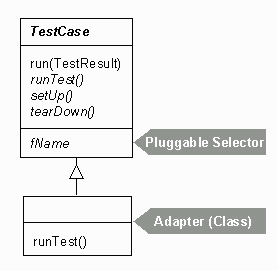 TestCase
run(TestResult)
runTest()
setUp()
tearDown()
fName
Pluggable Selector
Adapter (Class)
runTest()